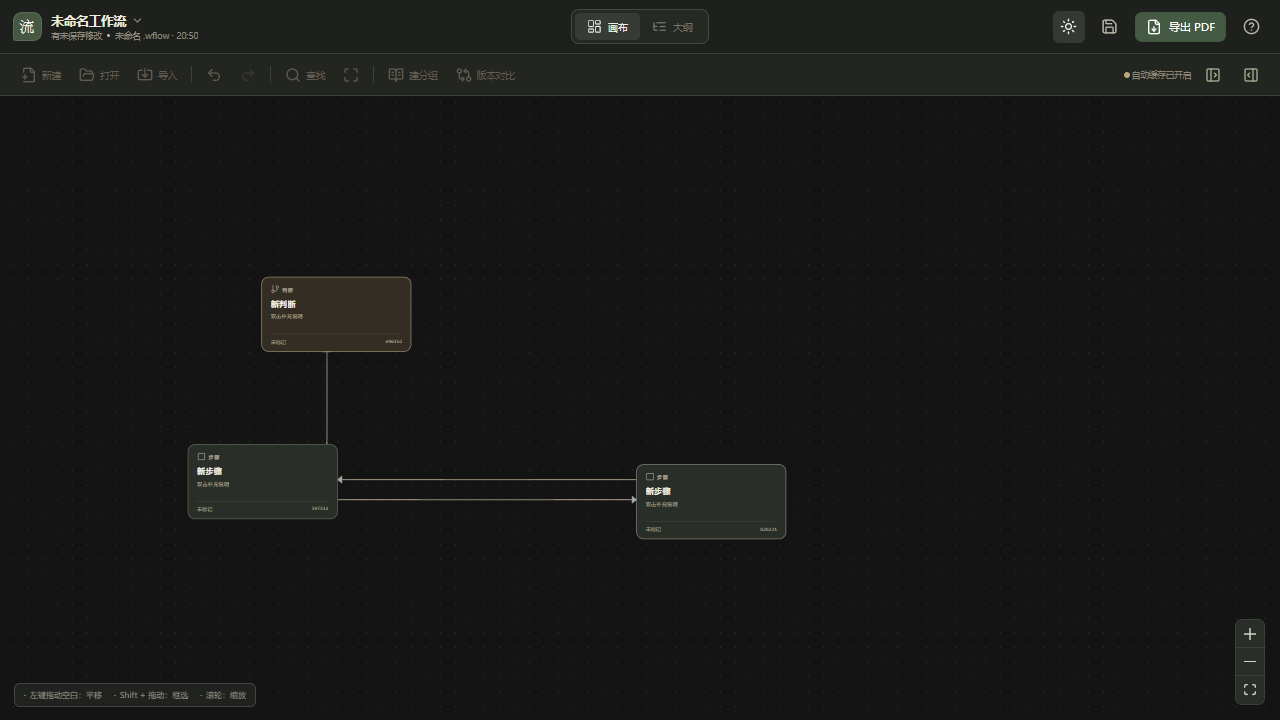 流
未命名工作流
有未保存修改 • 未命名.wflow · 20:50
画布
大纲
导出 PDF
新建
打开
导入
查找
建分组
版本对比
自动缓存已开启
判断
新判断
双击补充说明
未标记
步骤
新步骤
双击补充说明
未标记
步骤
新步骤
双击补充说明
未标记
· 左键拖动空白：平移 · Shift + 拖动：框选 · 滚轮：缩放